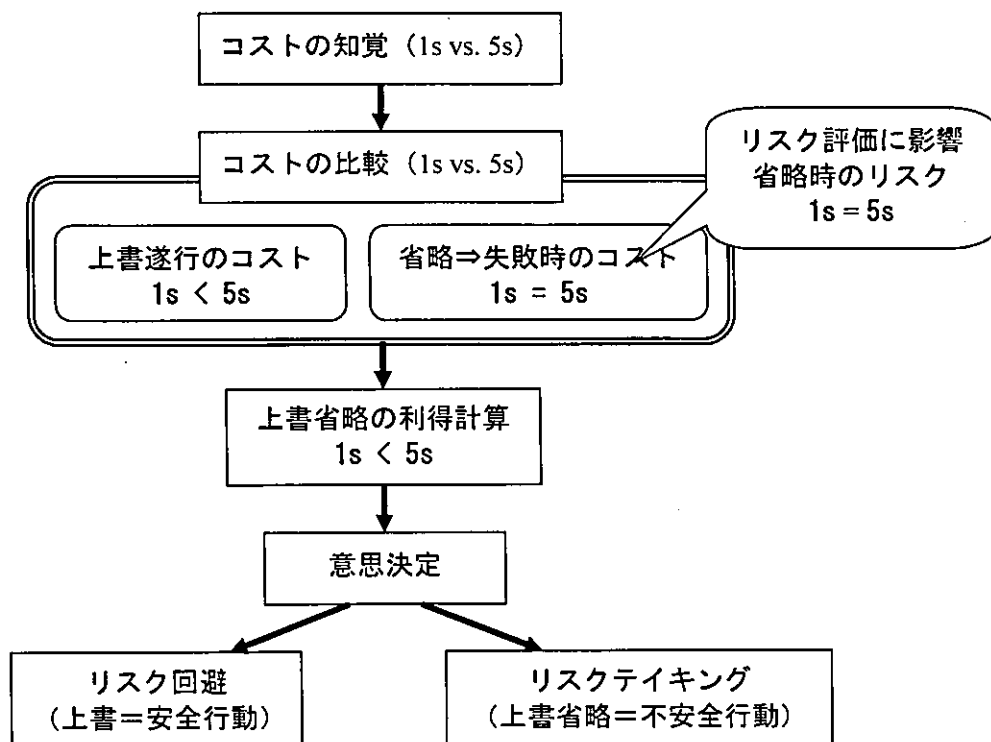 コストの知覚（1s vs. 5s）
コストの比較（1s vs. 5s）
リスク評価に影響
省略時のリスク
1s = 5s
上書遂行のコスト
1s < 5s
省略⇒失敗時のコスト
1s = 5s
上書省略の利得計算
1s < 5s
意思決定
リスク回避
（上書＝安全行動）
リスクテイキング
（上書省略＝不安全行動）